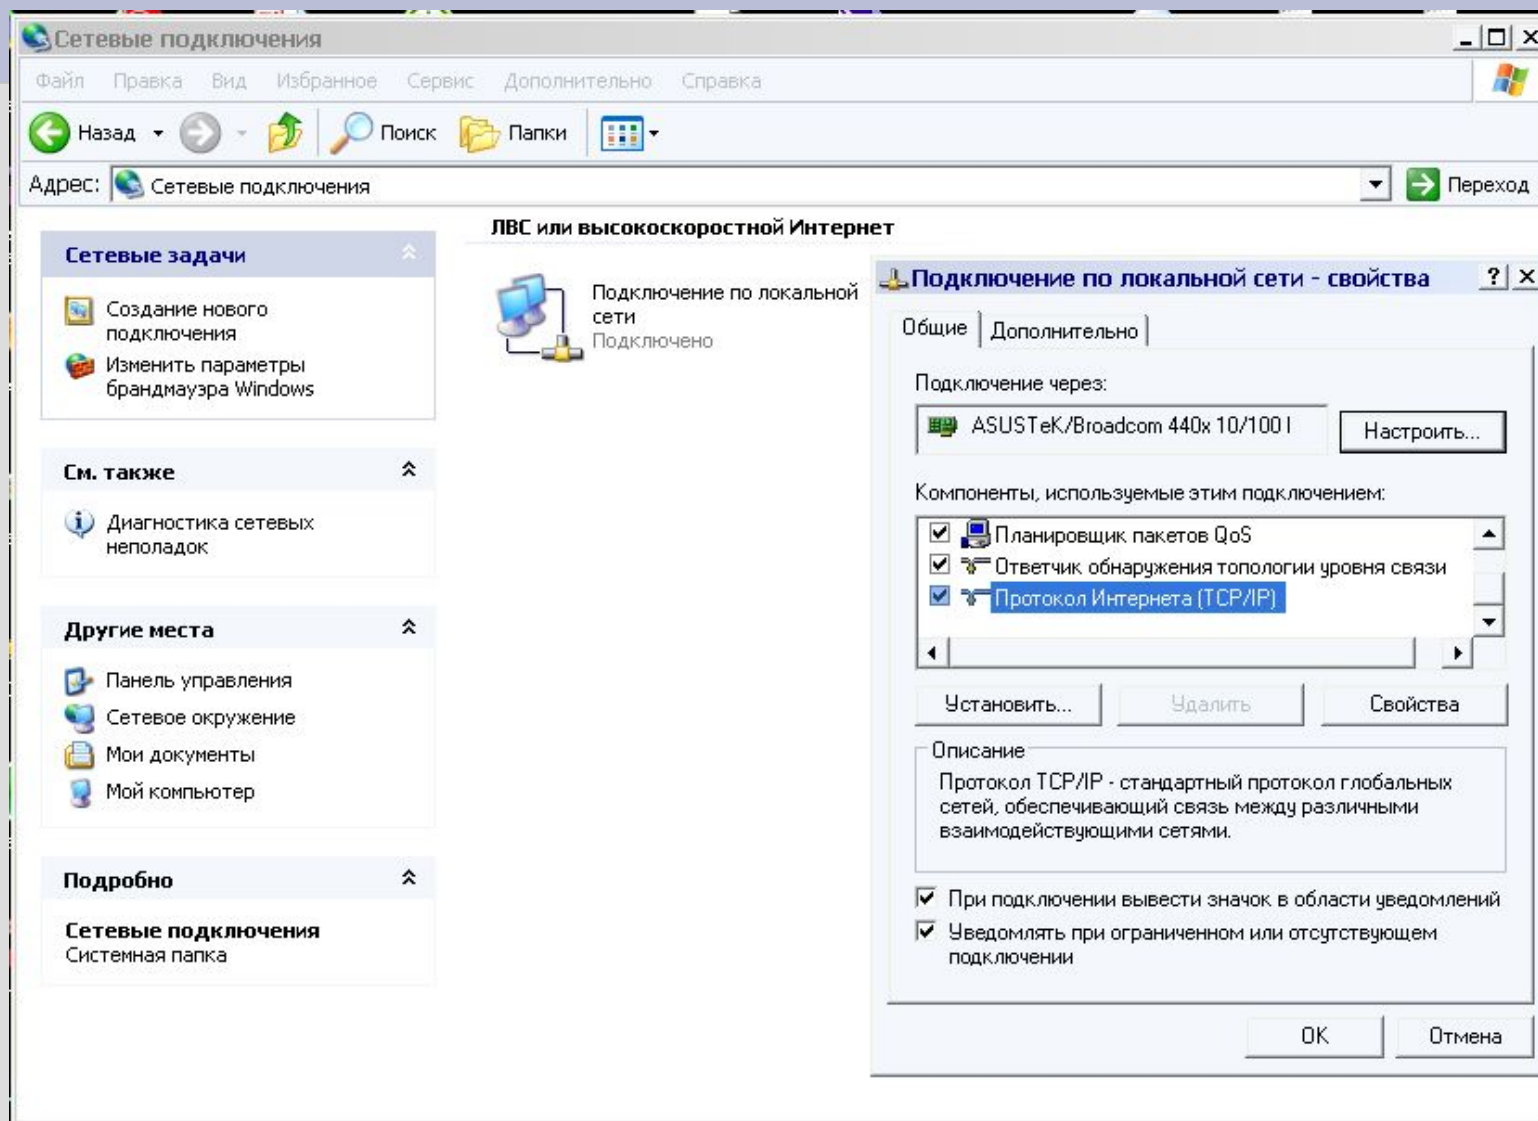 Сетевые подключения
Файл Правка Вид Избранное Сервис Дополнительно Справка
Назад Поиск Папки
Адрес: Сетевые подключения Переход
Сетевые задачи
Создание нового
подключения
Изменить параметры
брандмауэра Windows
См. также
Диагностика сетевых
неполадок
Другие места
Панель управления
Сетевое окружение
Мои документы
Мой компьютер
Подробно
Сетевые подключения
Системная папка
ЛВС или высокоскоростной Интернет
Подключение по локальной
сети
Подключено
Подключение по локальной сети - свойства
Общие Дополнительно
Подключение через:
ASUSTeK/Broadcom 440x 10/100 I
Настроить...
Компоненты, используемые этим подключением:
Планировщик пакетов QoS
Ответчик обнаружения топологии уровня связи
Протокол Интернета (TCP/IP)
Установить... Удалить Свойства
Описание
Протокол TCP/IP - стандартный протокол глобальных
сетей, обеспечивающий связь между различными
взаимодействующими сетями.
При подключении вывести значок в области уведомлений
Уведомлять при ограниченном или отсутствующем
подключении
OK Отмена